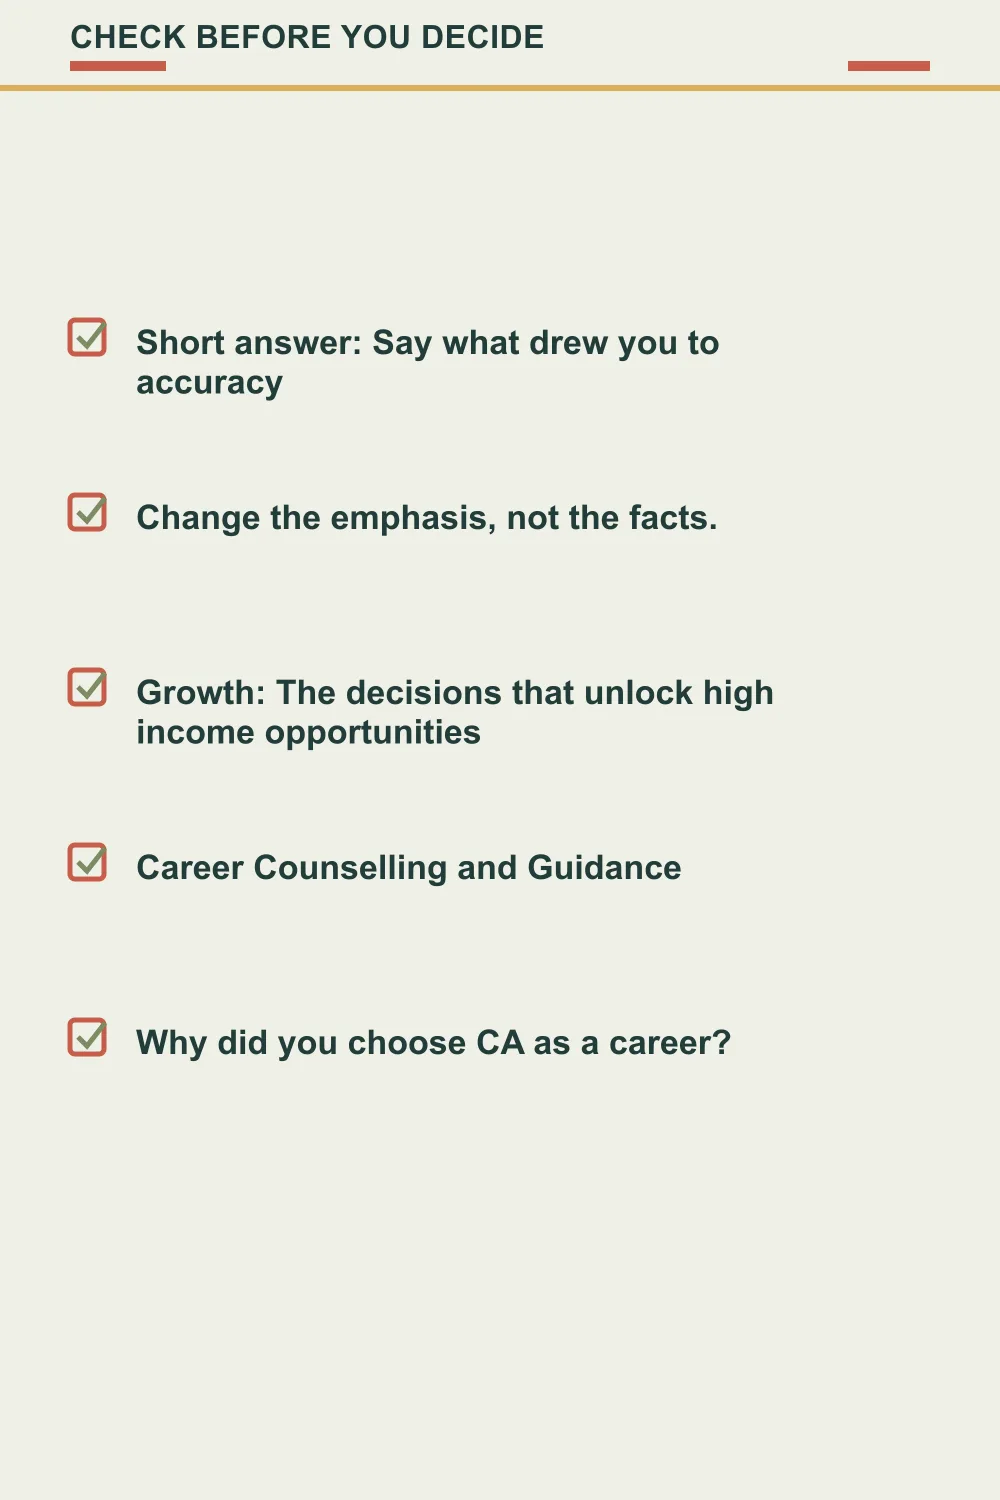 CHECK BEFORE YOU DECIDE
Short answer: Say what drew you to
accuracy
Change the emphasis, not the facts.
Growth: The decisions that unlock high
income opportunities
Career Counselling and Guidance
Why did you choose CA as a career?